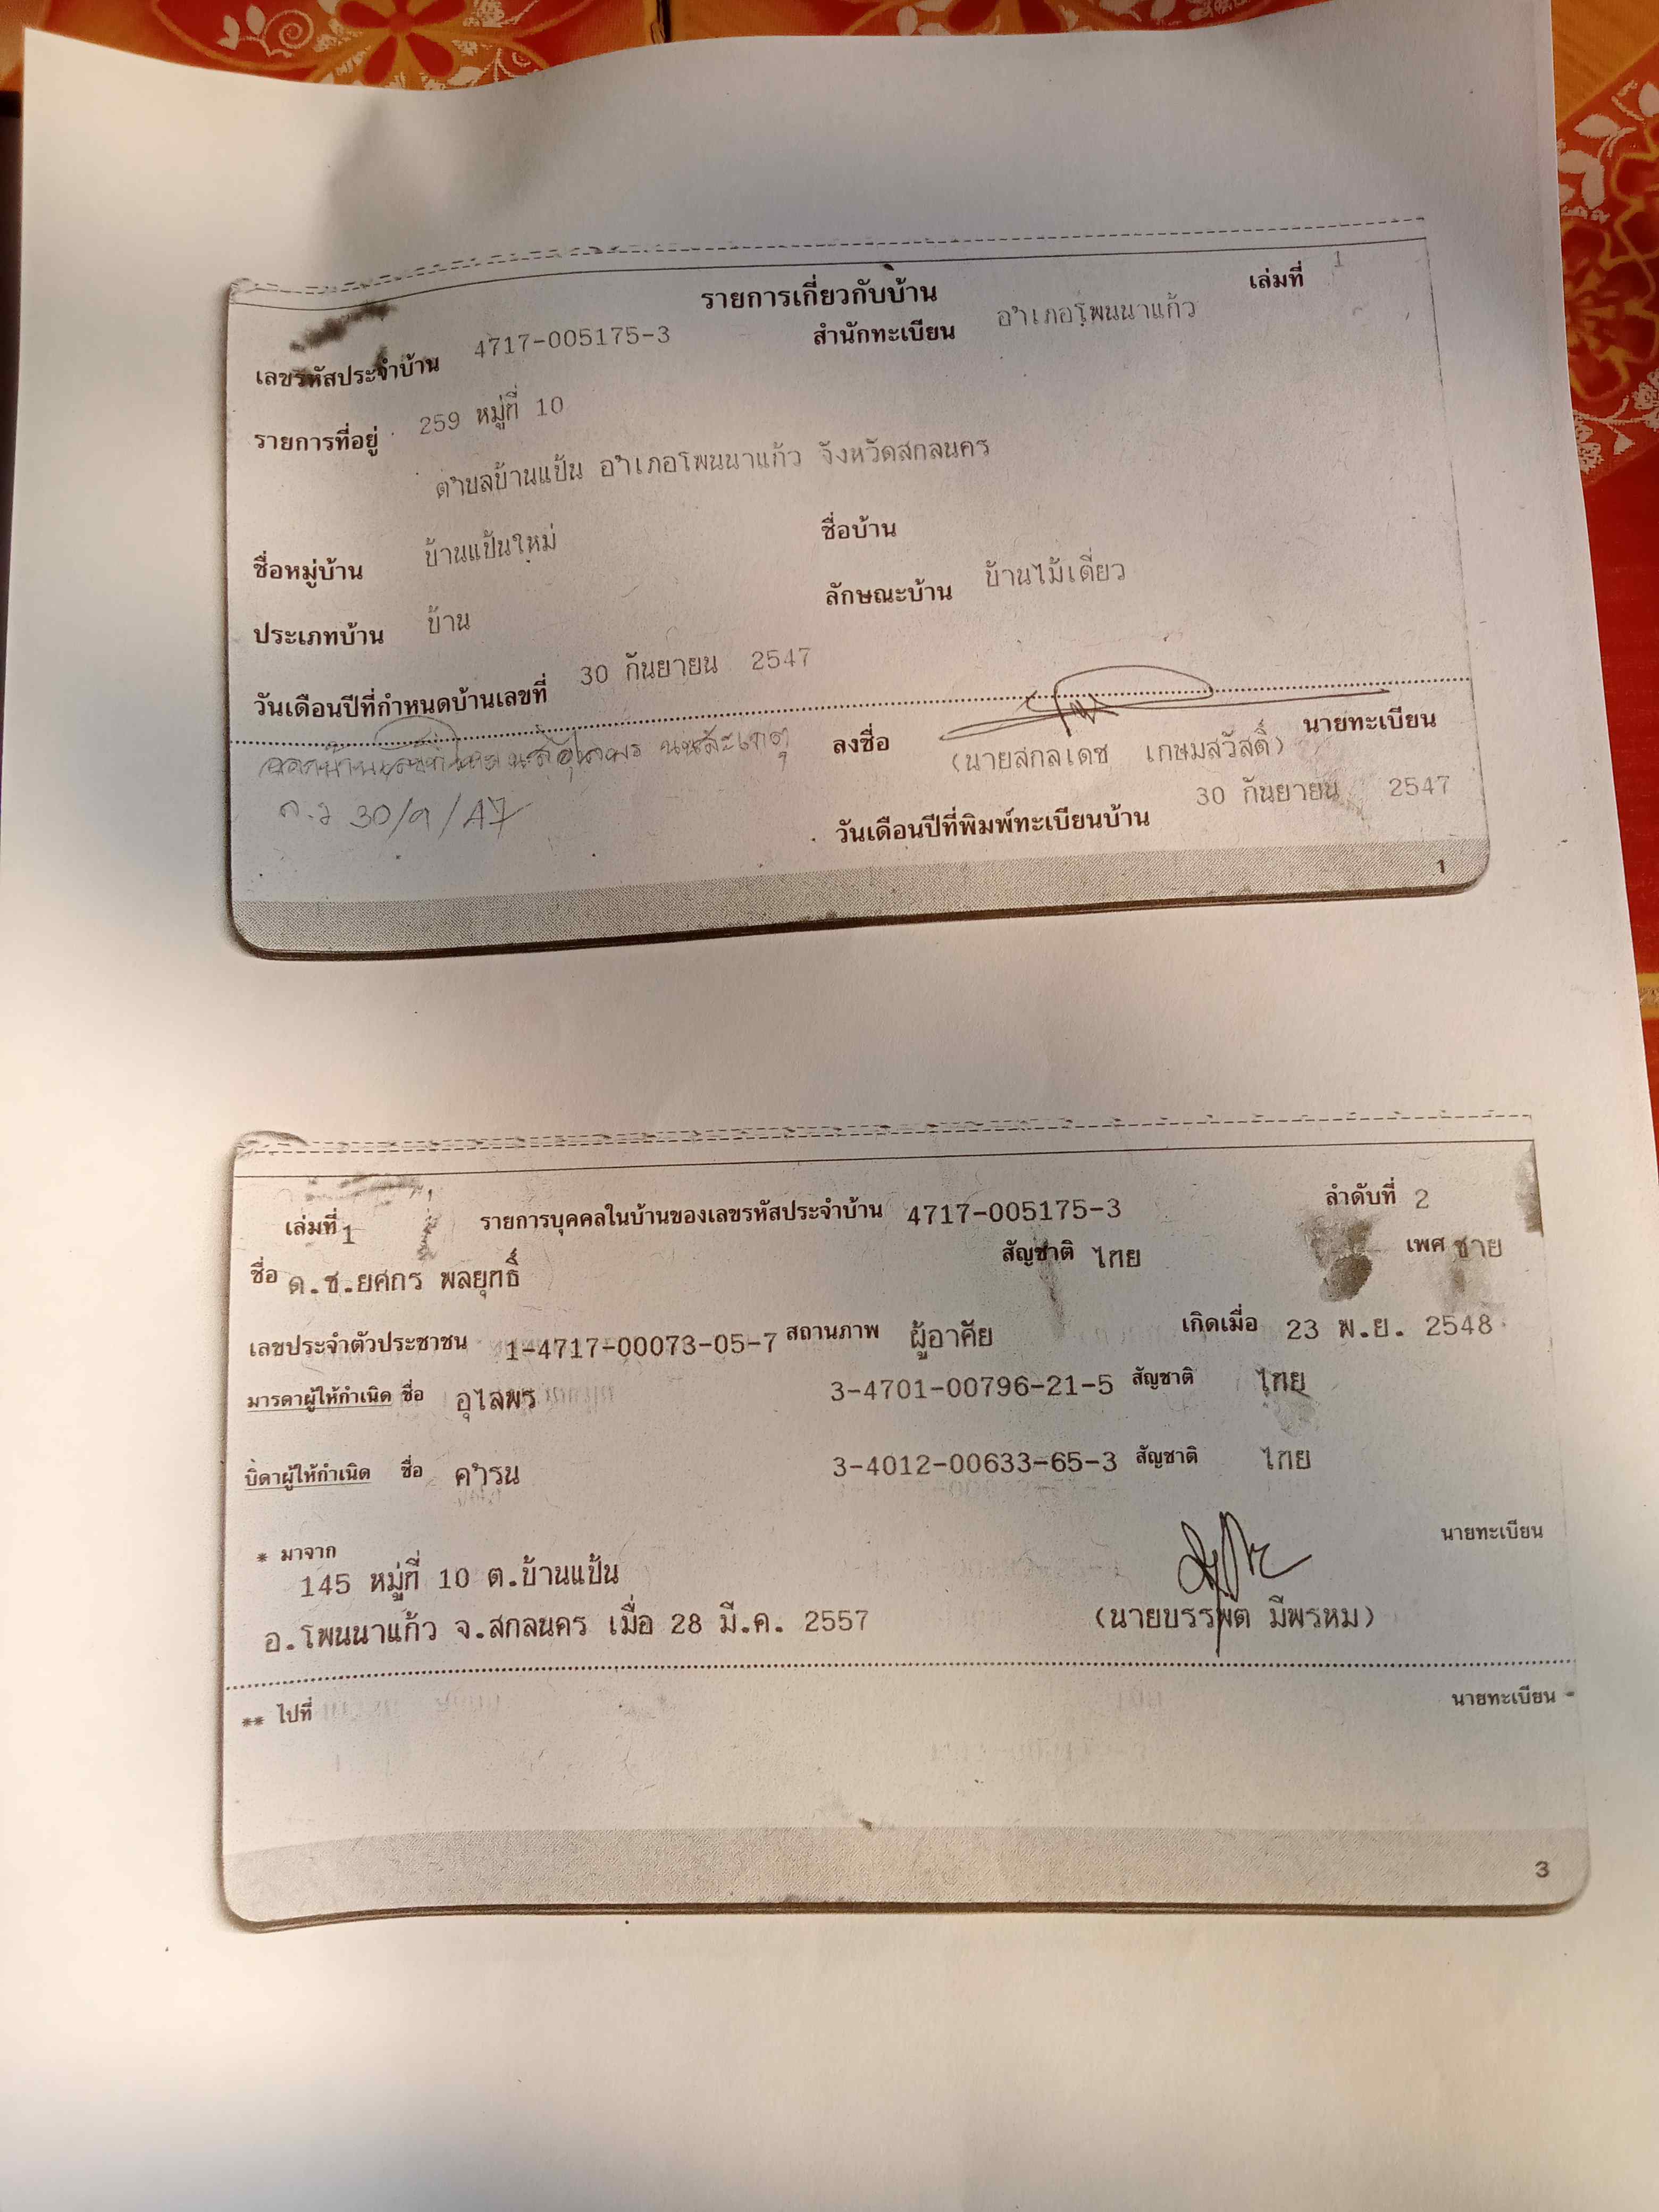 รายการเกี่ยวกับบ้าน เล่มที่ 1
เลขรหัสประจำบ้าน 4717-005175-3 สำนักทะเบียน อำเภอโพนนาแก้ว
รายการที่อยู่ 259 หมู่ที่ 10
ตำบลบ้านแป้น อำเภอโพนนาแก้ว จังหวัดสกลนคร
ชื่อหมู่บ้าน บ้านแป้นใหม่ ชื่อบ้าน
ประเภทบ้าน บ้าน ลักษณะบ้าน บ้านไม้เดี่ยว
วันเดือนปีที่กำหนดบ้านเลขที่ 30 กันยายน 2547
ลงชื่อ นายทะเบียน
(นายสกลเดช เกษมสวัสดิ์)
30/9/47
วันเดือนปีที่พิมพ์ทะเบียนบ้าน 30 กันยายน 2547
1
เล่มที่ 1 รายการบุคคลในบ้านของเลขรหัสประจำบ้าน 4717-005175-3 ลำดับที่ 2
ชื่อ ด.ช.ยศกร พลยุทธิ์ สัญชาติ ไทย เพศ ชาย
เลขประจำตัวประชาชน 1-4717-00073-05-7 สถานภาพ ผู้อาศัย เกิดเมื่อ 23 พ.ย. 2548
มารดาผู้ให้กำเนิด ชื่อ อุไลพร 3-4701-00796-21-5 สัญชาติ ไทย
บิดาผู้ให้กำเนิด ชื่อ คำรน 3-4012-00633-65-3 สัญชาติ ไทย
* มาจาก นายทะเบียน
145 หมู่ที่ 10 ต.บ้านแป้น
อ.โพนนาแก้ว จ.สกลนคร เมื่อ 28 มี.ค. 2557 (นายบรรพต มีพรหม)
** ไปที่ นายทะเบียน
3